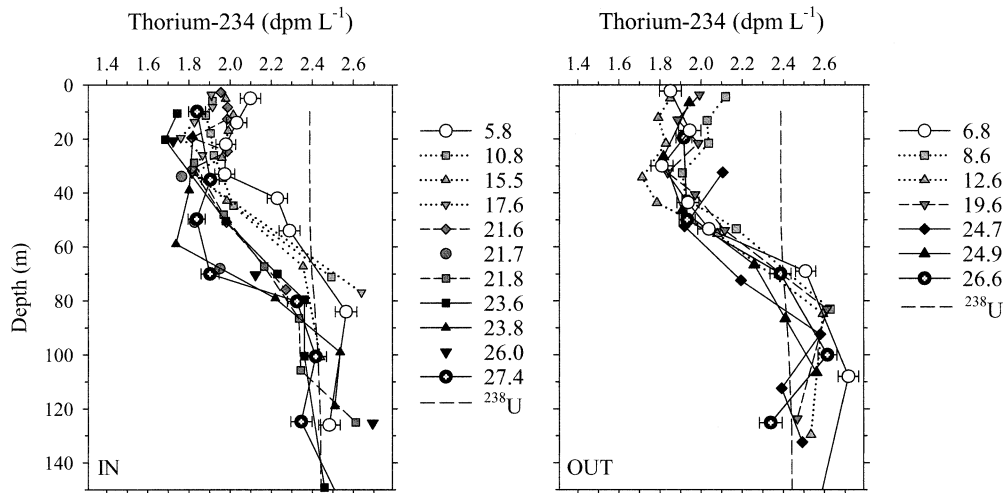 Thorium-234 (dpm L⁻¹)
1.4 1.6 1.8 2.0 2.2 2.4 2.6
0
20
40
60
80
100
120
140
Depth (m)
IN
5.8
10.8
15.5
17.6
21.6
21.7
21.8
23.6
23.8
26.0
27.4
²³⁸U
Thorium-234 (dpm L⁻¹)
1.4 1.6 1.8 2.0 2.2 2.4 2.6
OUT
6.8
8.6
12.6
19.6
24.7
24.9
26.6
²³⁸U